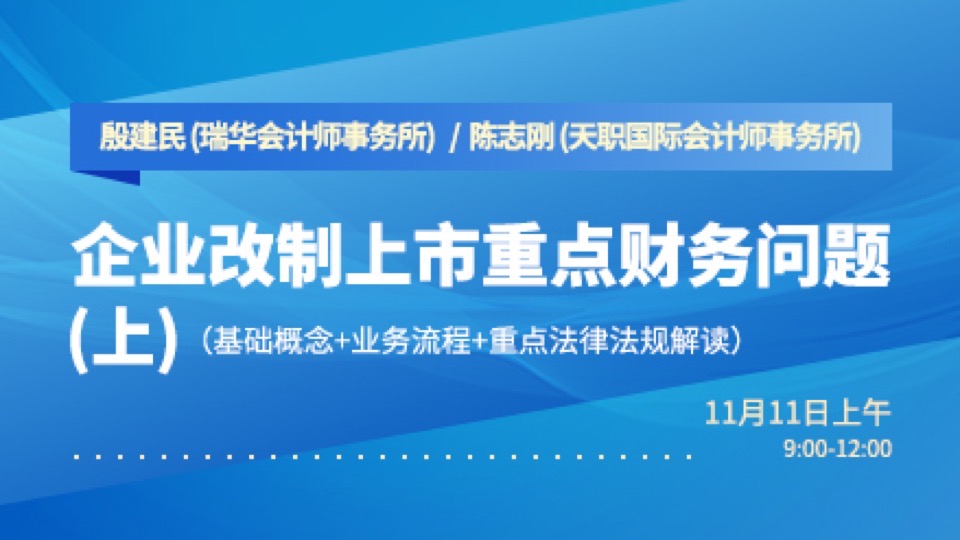 殷建民 (瑞华会计师事务所) / 陈志刚 (天职国际会计师事务所)
企业改制上市重点财务问题
(上) （基础概念+业务流程+重点法律法规解读）
11月11日上午
9:00-12:00